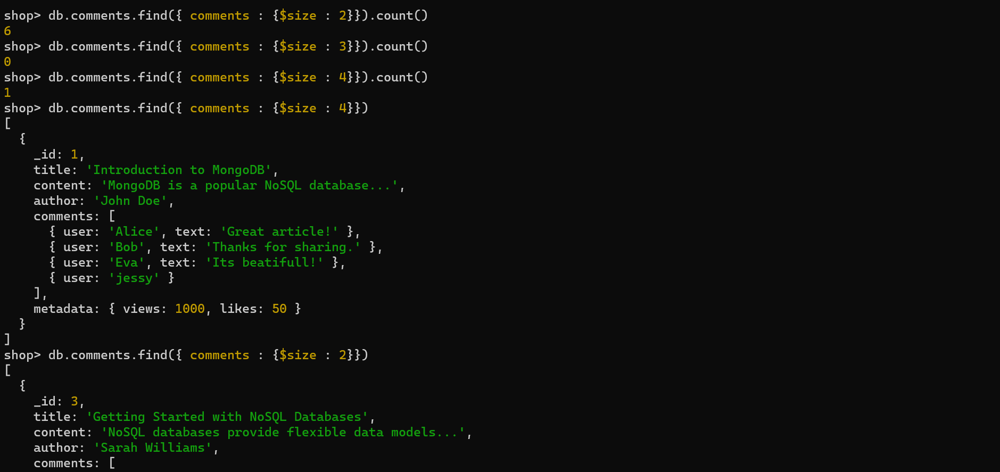 shop> db.comments.find({ comments : {$size : 2}}).count()
6
shop> db.comments.find({ comments : {$size : 3}}).count()
0
shop> db.comments.find({ comments : {$size : 4}}).count()
1
shop> db.comments.find({ comments : {$size : 4}})
[
  {
    _id: 1,
    title: 'Introduction to MongoDB',
    content: 'MongoDB is a popular NoSQL database...',
    author: 'John Doe',
    comments: [
      { user: 'Alice', text: 'Great article!' },
      { user: 'Bob', text: 'Thanks for sharing.' },
      { user: 'Eva', text: 'Its beatifull!' },
      { user: 'jessy' }
    ],
    metadata: { views: 1000, likes: 50 }
  }
]
shop> db.comments.find({ comments : {$size : 2}})
[
  {
    _id: 3,
    title: 'Getting Started with NoSQL Databases',
    content: 'NoSQL databases provide flexible data models...',
    author: 'Sarah Williams',
    comments: [